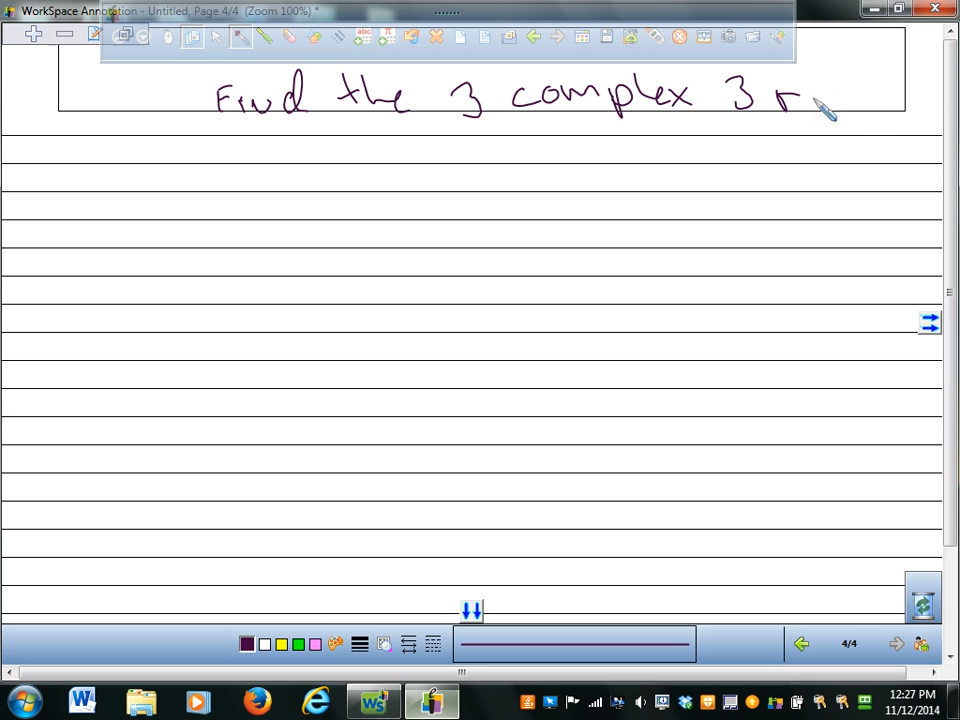 WorkSpace Annotation - Untitled, Page 4/4 (Zoom 100%) *
Find the 3 complex 3 r
4/4
12:27 PM
11/12/2014